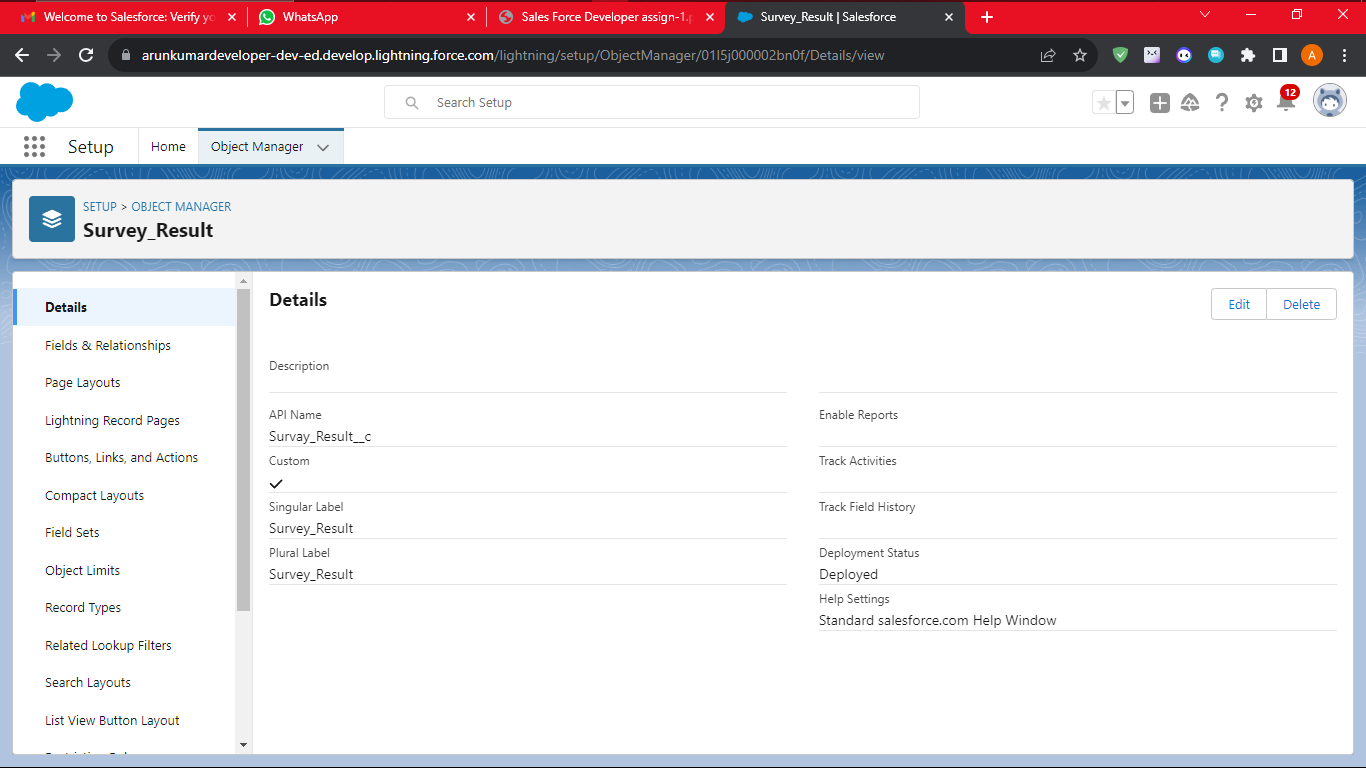 Welcome to Salesforce: Verify yo
WhatsApp
Sales Force Developer assign-1.p
Survey_Result | Salesforce
arunkumardeveloper-dev-ed.develop.lightning.force.com/lightning/setup/ObjectManager/01I5j000002bn0f/Details/view
A
Search Setup
12
Setup
Home
Object Manager
SETUP > OBJECT MANAGER
Survey_Result
Details
Fields & Relationships
Page Layouts
Lightning Record Pages
Buttons, Links, and Actions
Compact Layouts
Field Sets
Object Limits
Record Types
Related Lookup Filters
Search Layouts
List View Button Layout
Details
Edit
Delete
Description
API Name
Survay_Result__c
Custom
Singular Label
Survey_Result
Plural Label
Survey_Result
Enable Reports
Track Activities
Track Field History
Deployment Status
Deployed
Help Settings
Standard salesforce.com Help Window